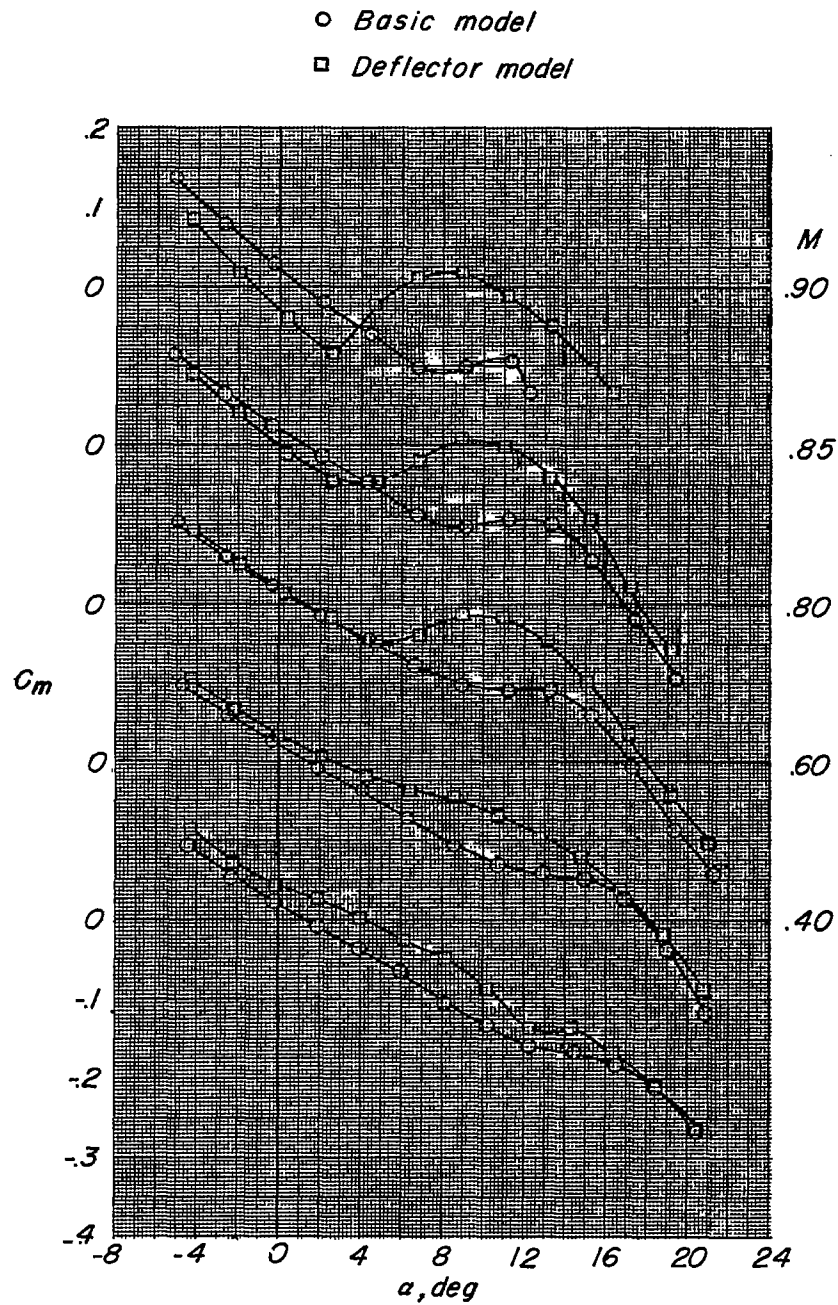 ○ Basic model
□ Deflector model
.2
.1
M
0
.90
0
.85
0
.80
Cm
0
.60
0
.40
-.1
-.2
-.3
-.4
-8 -4 0 4 8 12 16 20 24
α, deg